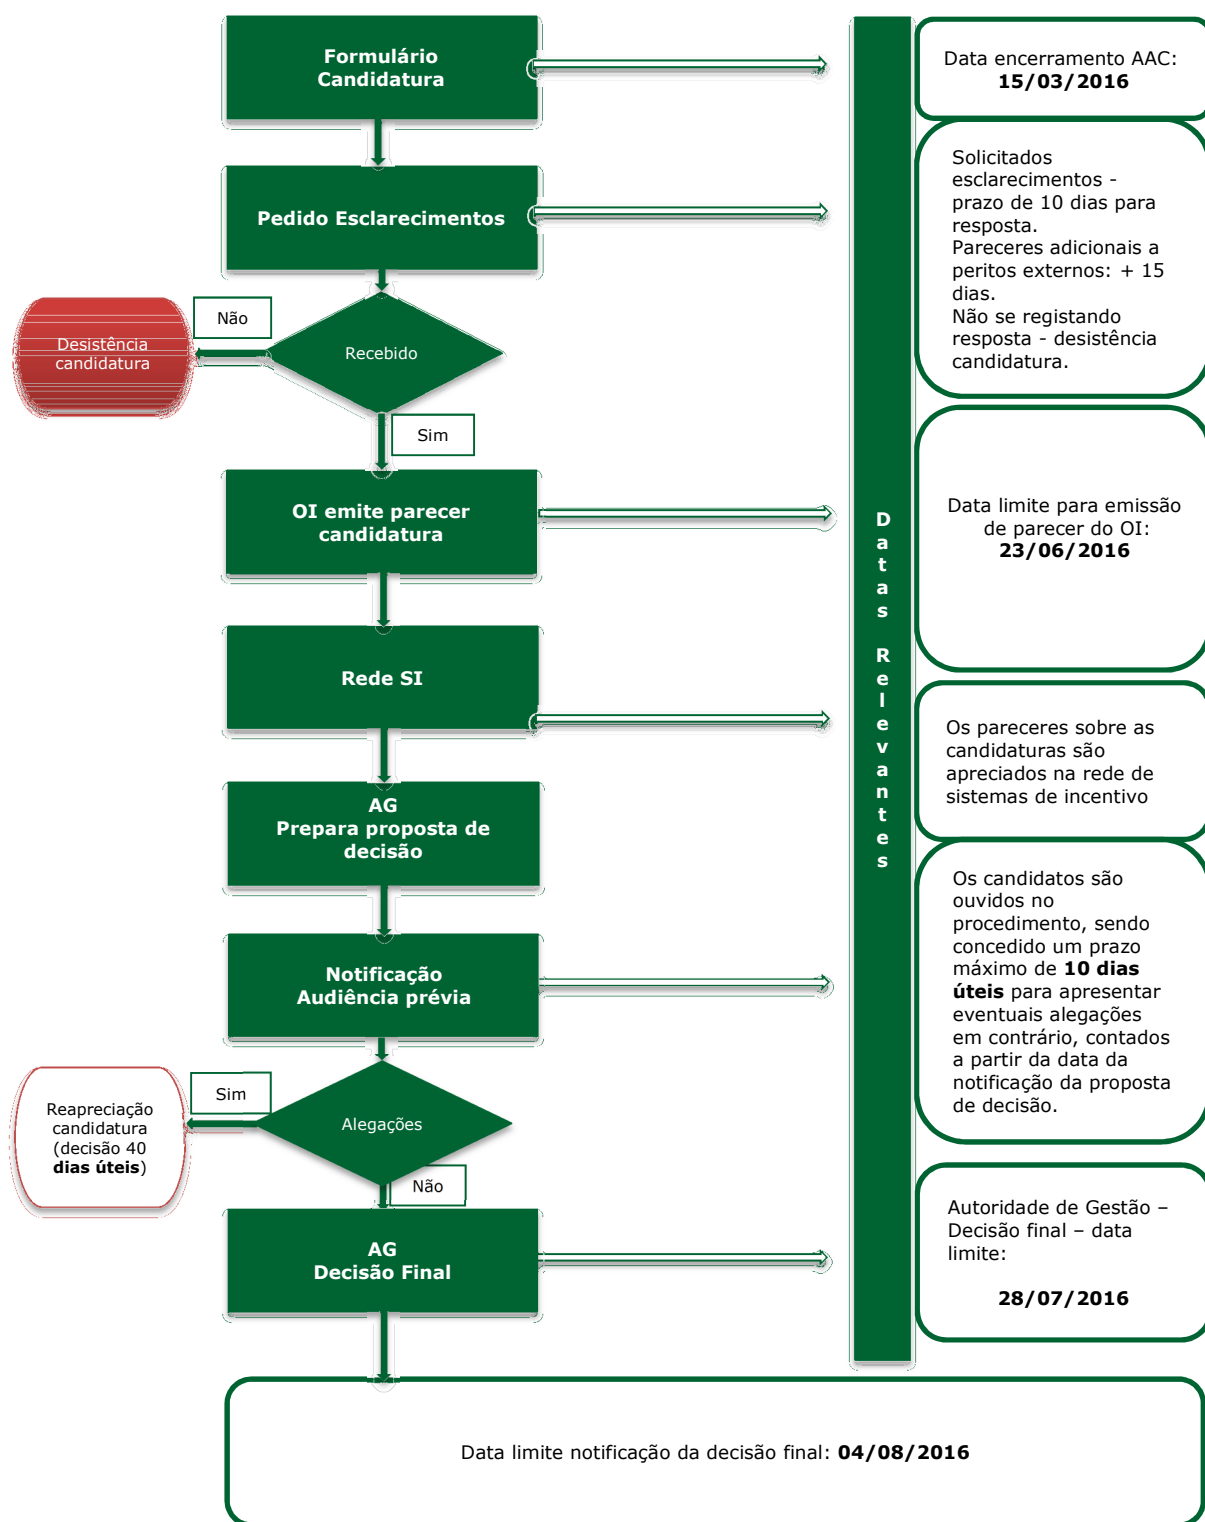 Formulário
Candidatura
Data encerramento AAC:
15/03/2016
Pedido Esclarecimentos
Solicitados
esclarecimentos -
prazo de 10 dias para
resposta.
Pareceres adicionais a
peritos externos: + 15
dias.
Não se registando
resposta - desistência
candidatura.
Não
Desistência
candidatura
Recebido
Sim
OI emite parecer
candidatura
Data limite para emissão
de parecer do OI:
23/06/2016
Datas Relevantes
Rede SI
Os pareceres sobre as
candidaturas são
apreciados na rede de
sistemas de incentivo
AG
Prepara proposta de
decisão
Notificação
Audiência prévia
Os candidatos são
ouvidos no
procedimento, sendo
concedido um prazo
máximo de 10 dias
úteis para apresentar
eventuais alegações
em contrário, contados
a partir da data da
notificação da proposta
de decisão.
Sim
Reapreciação
candidatura
(decisão 40
dias úteis)
Alegações
Não
AG
Decisão Final
Autoridade de Gestão –
Decisão final – data
limite:
28/07/2016
Data limite notificação da decisão final: 04/08/2016